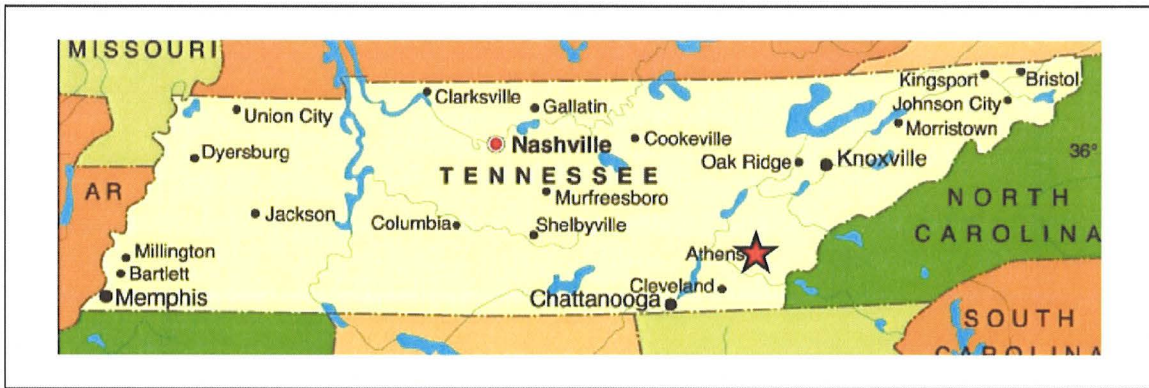 MISSOURI
Kingsport
Bristol
Clarksville
Gallatin
Johnson City
Union City
Morristown
Nashville
Cookeville
Dyersburg
Oak Ridge
Knoxville
36°
TENNESSEE
AR
Murfreesboro
NORTH
CAROLINA
Jackson
Columbia
Shelbyville
Millington
Athens
Bartlett
Cleveland
Memphis
Chattanooga
SOUTH
CAROLINA